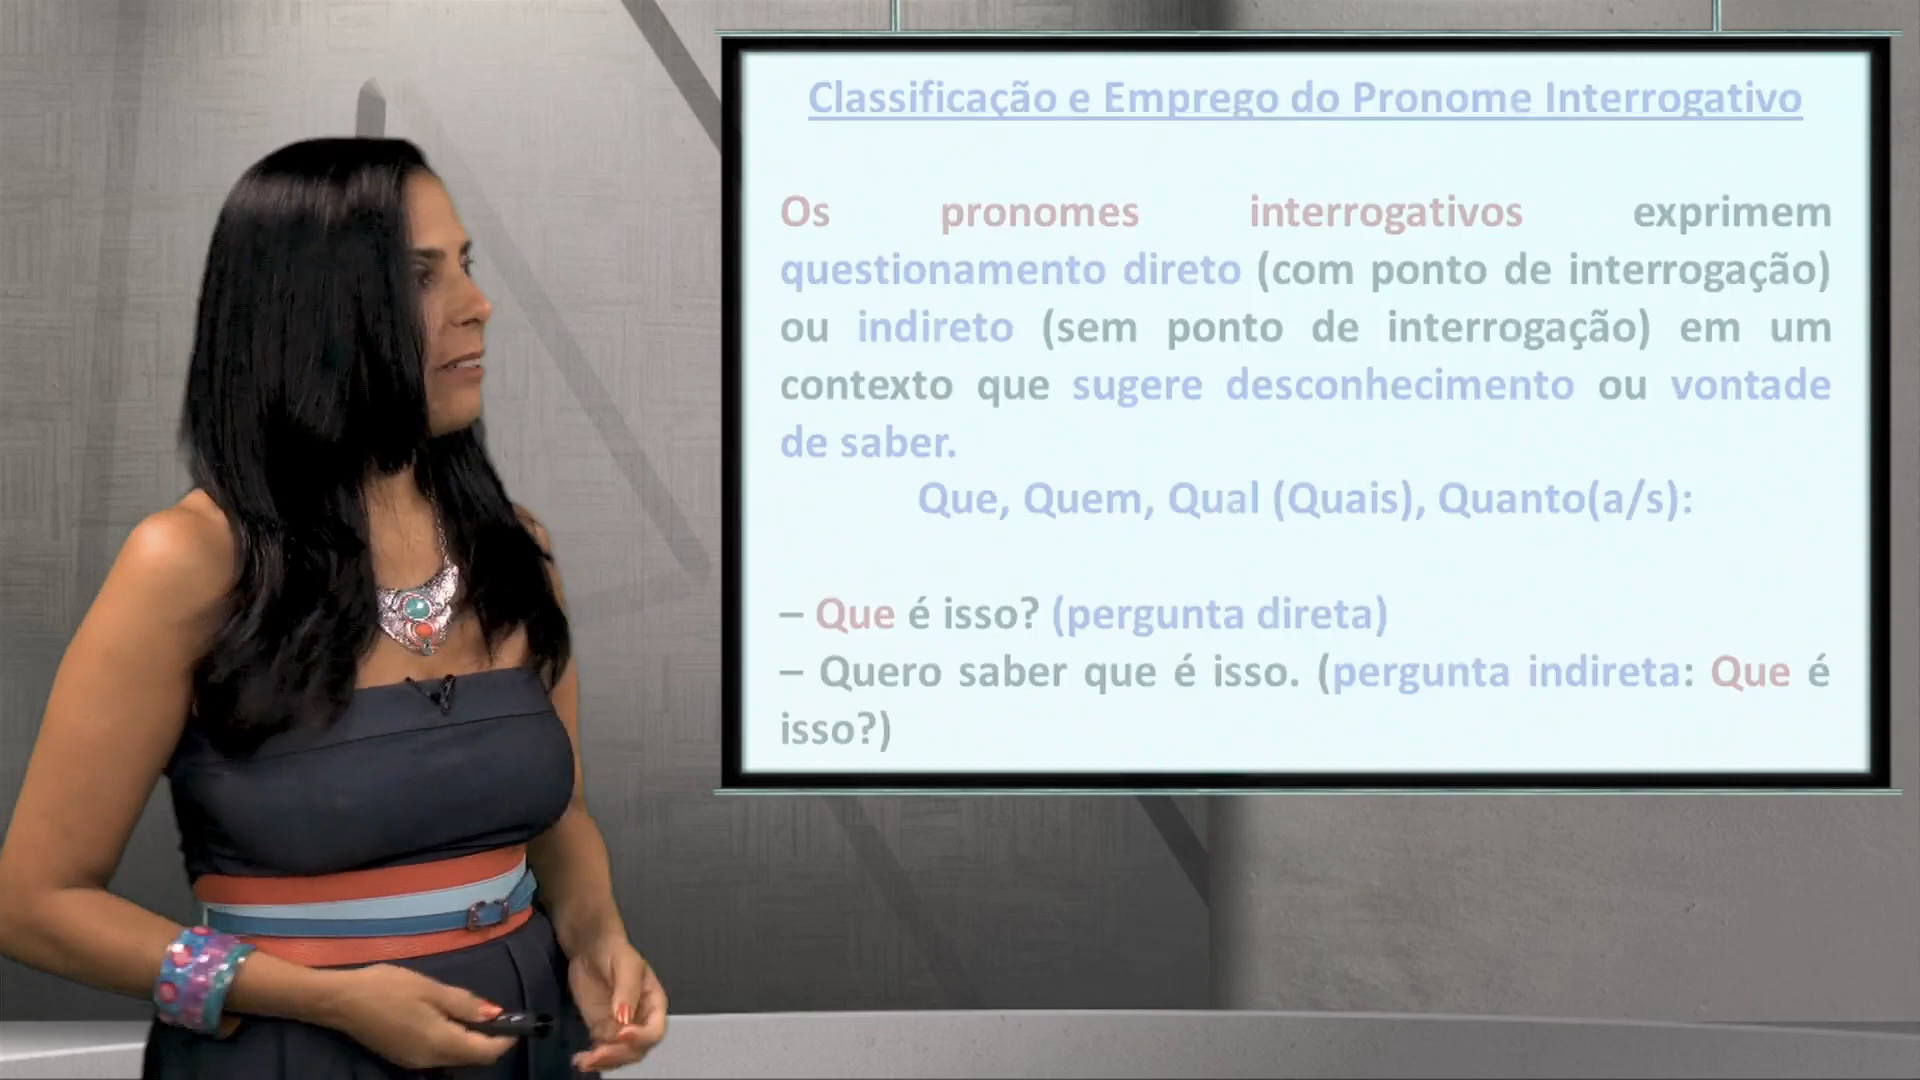 Classificação e Emprego do Pronome Interrogativo
Os pronomes interrogativos exprimem
questionamento direto (com ponto de interrogação)
ou indireto (sem ponto de interrogação) em um
contexto que sugere desconhecimento ou vontade
de saber.
Que, Quem, Qual (Quais), Quanto(a/s):
– Que é isso? (pergunta direta)
– Quero saber que é isso. (pergunta indireta: Que é
isso?)